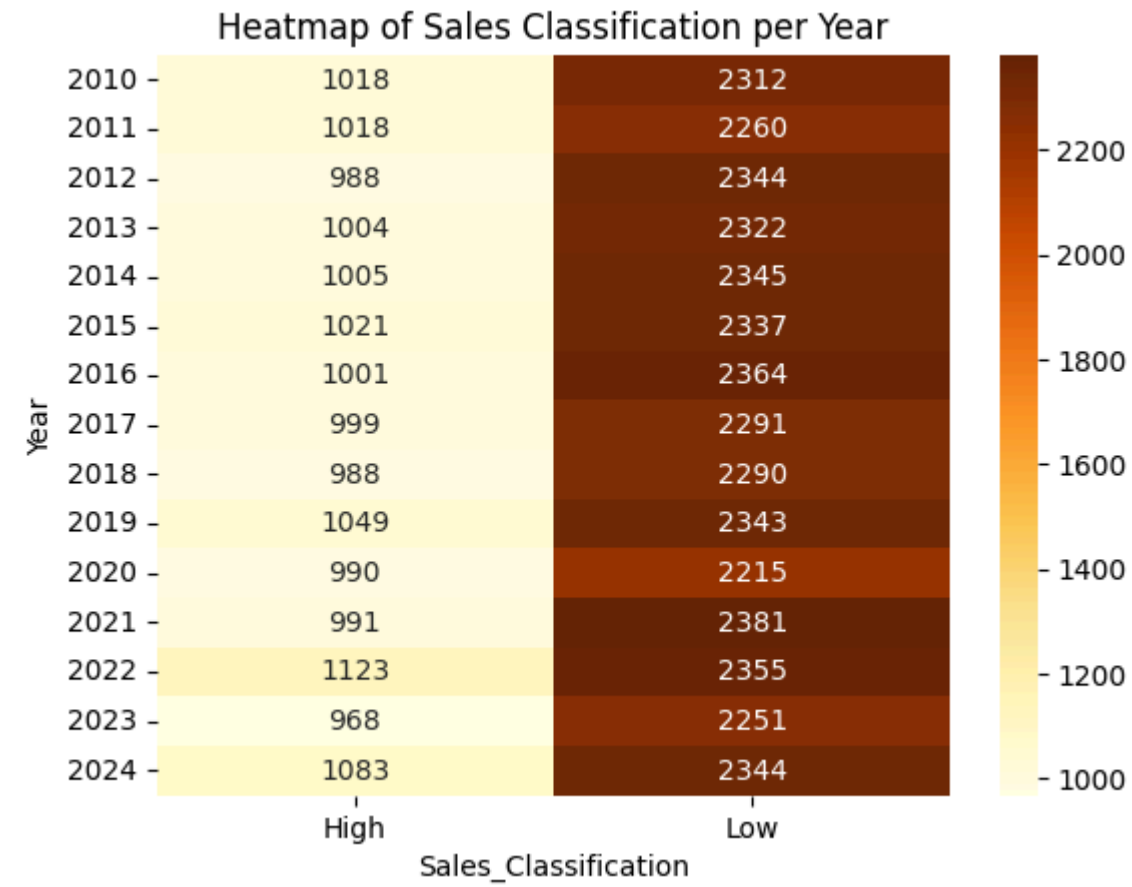 Heatmap of Sales Classification per Year
2010 1018 2312
2011 1018 2260
2012 988 2344
2013 1004 2322
2014 1005 2345
2015 1021 2337
2016 1001 2364
2017 999 2291
2018 988 2290
2019 1049 2343
2020 990 2215
2021 991 2381
2022 1123 2355
2023 968 2251
2024 1083 2344
Year
High Low
Sales_Classification
2200
2000
1800
1600
1400
1200
1000